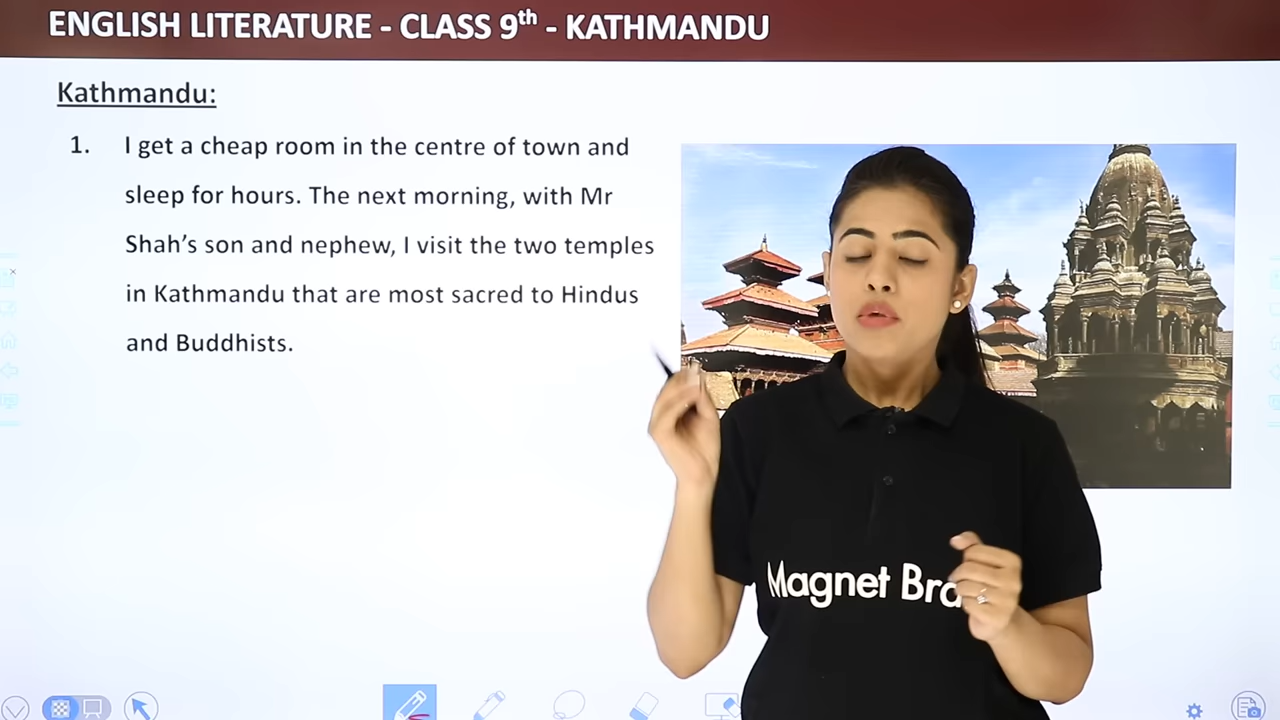 ENGLISH LITERATURE - CLASS 9th - KATHMANDU
Kathmandu:
1. I get a cheap room in the centre of town and
sleep for hours. The next morning, with Mr
Shah’s son and nephew, I visit the two temples
in Kathmandu that are most sacred to Hindus
and Buddhists.
Magnet Bra